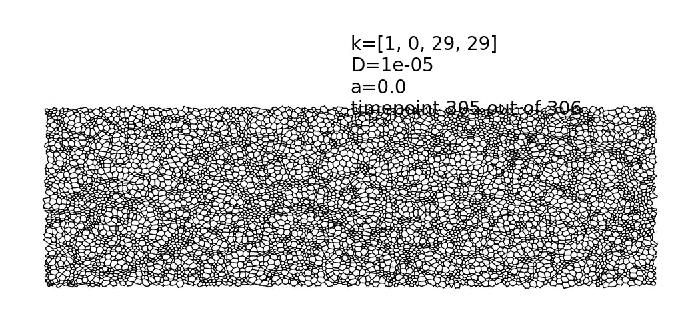 k=[1, 0, 29, 29]
D=1e-05
a=0.0
timepoint 305 out of 306